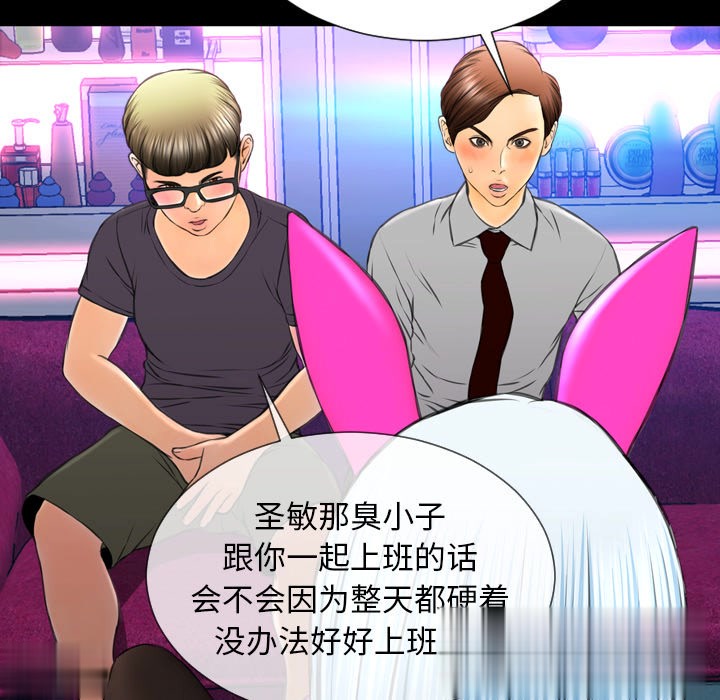 圣敏那臭小子
跟你一起上班的话
会不会因为整天都硬着
没办法好好上班